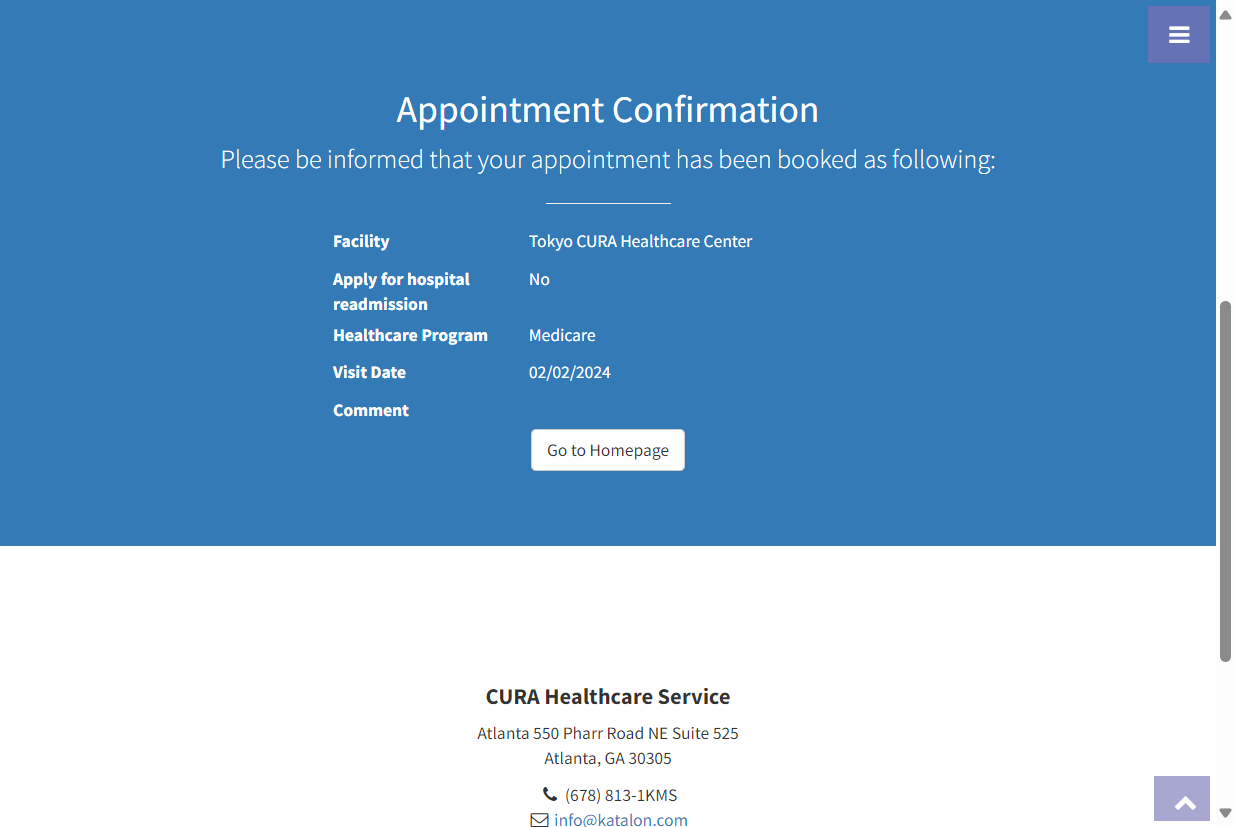 Appointment Confirmation
Please be informed that your appointment has been booked as following:
Facility Tokyo CURA Healthcare Center
Apply for hospital No
readmission
Healthcare Program Medicare
Visit Date 02/02/2024
Comment
Go to Homepage
CURA Healthcare Service
Atlanta 550 Pharr Road NE Suite 525
Atlanta, GA 30305
(678) 813-1KMS
info@katalon.com